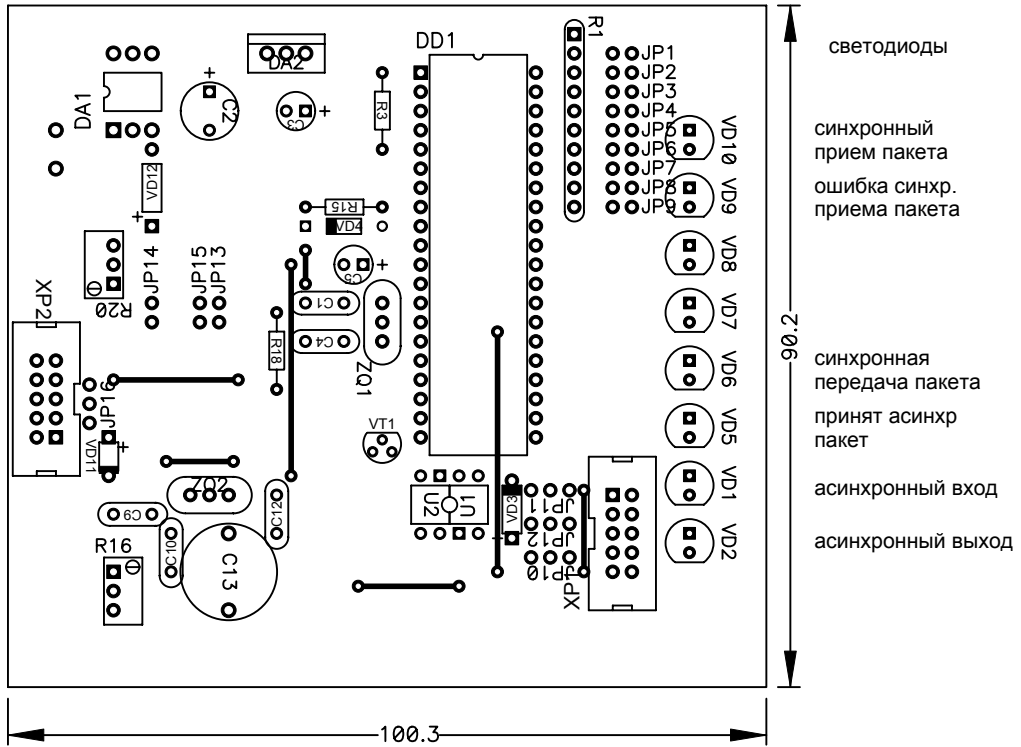 DD1
R1
JP1
JP2
JP3
JP4
JP5
JP6
JP7
JP8
JP9
DA1
C2
DA2
C3
R3
VD12
R15
VD4
C5
C1
C4
ZQ1
R18
VT1
JP14
JP15
JP13
R20
XP2
JP19
VD11
ZQ2
C9
C10
C12
C13
R16
U2
U1
VD3
JP11
JP12
JP10
XP1
VD10
VD9
VD8
VD7
VD6
VD5
VD1
VD2
светодиоды
синхронный
прием пакета
ошибка синхр.
приема пакета
синхронная
передача пакета
принят асинхр
пакет
асинхронный вход
асинхронный выход
90.2
100.3
+
+
+
+
+